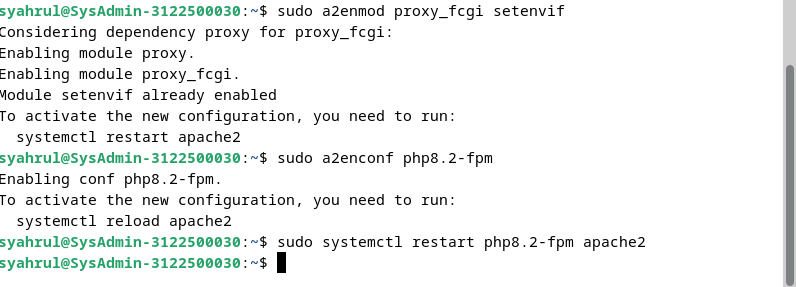 syahrul@SysAdmin-3122500030:~$ sudo a2enmod proxy_fcgi setenvif
Considering dependency proxy for proxy_fcgi:
Enabling module proxy.
Enabling module proxy_fcgi.
Module setenvif already enabled
To activate the new configuration, you need to run:
  systemctl restart apache2
syahrul@SysAdmin-3122500030:~$ sudo a2enconf php8.2-fpm
Enabling conf php8.2-fpm.
To activate the new configuration, you need to run:
  systemctl reload apache2
syahrul@SysAdmin-3122500030:~$ sudo systemctl restart php8.2-fpm apache2
syahrul@SysAdmin-3122500030:~$